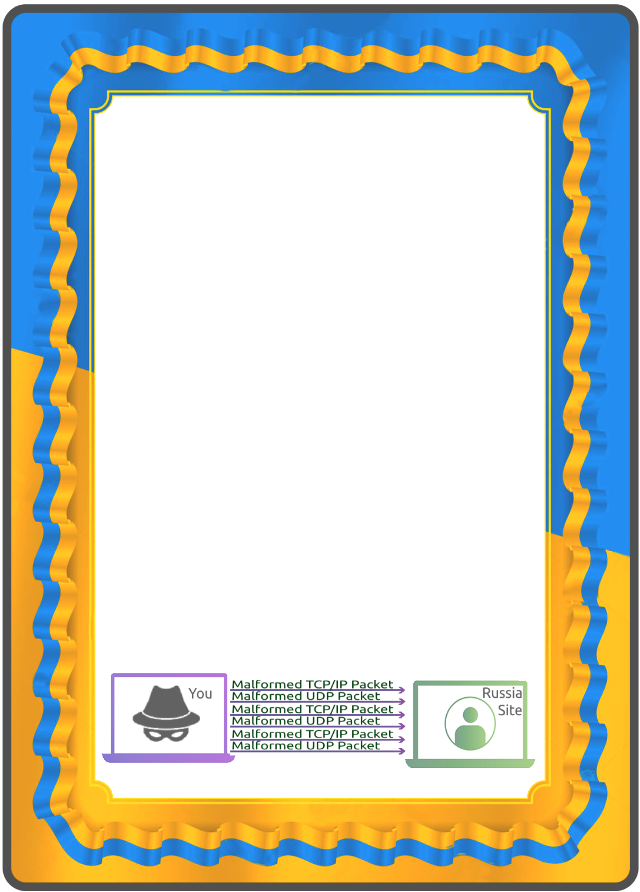 You
Malformed TCP/IP Packet
Malformed UDP Packet
Malformed TCP/IP Packet
Malformed UDP Packet
Malformed TCP/IP Packet
Malformed UDP Packet
Russia
Site